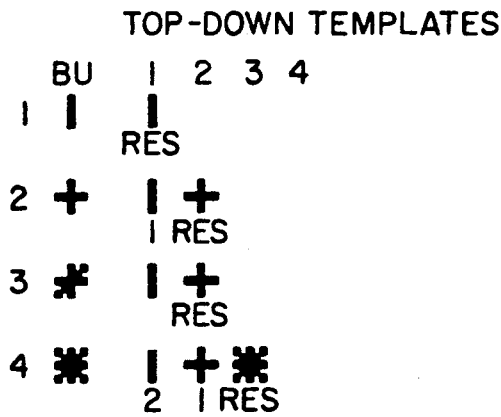 TOP-DOWN TEMPLATES
BU 1 2 3 4
1
RES
2
1 RES
3
RES
4
2 1 RES